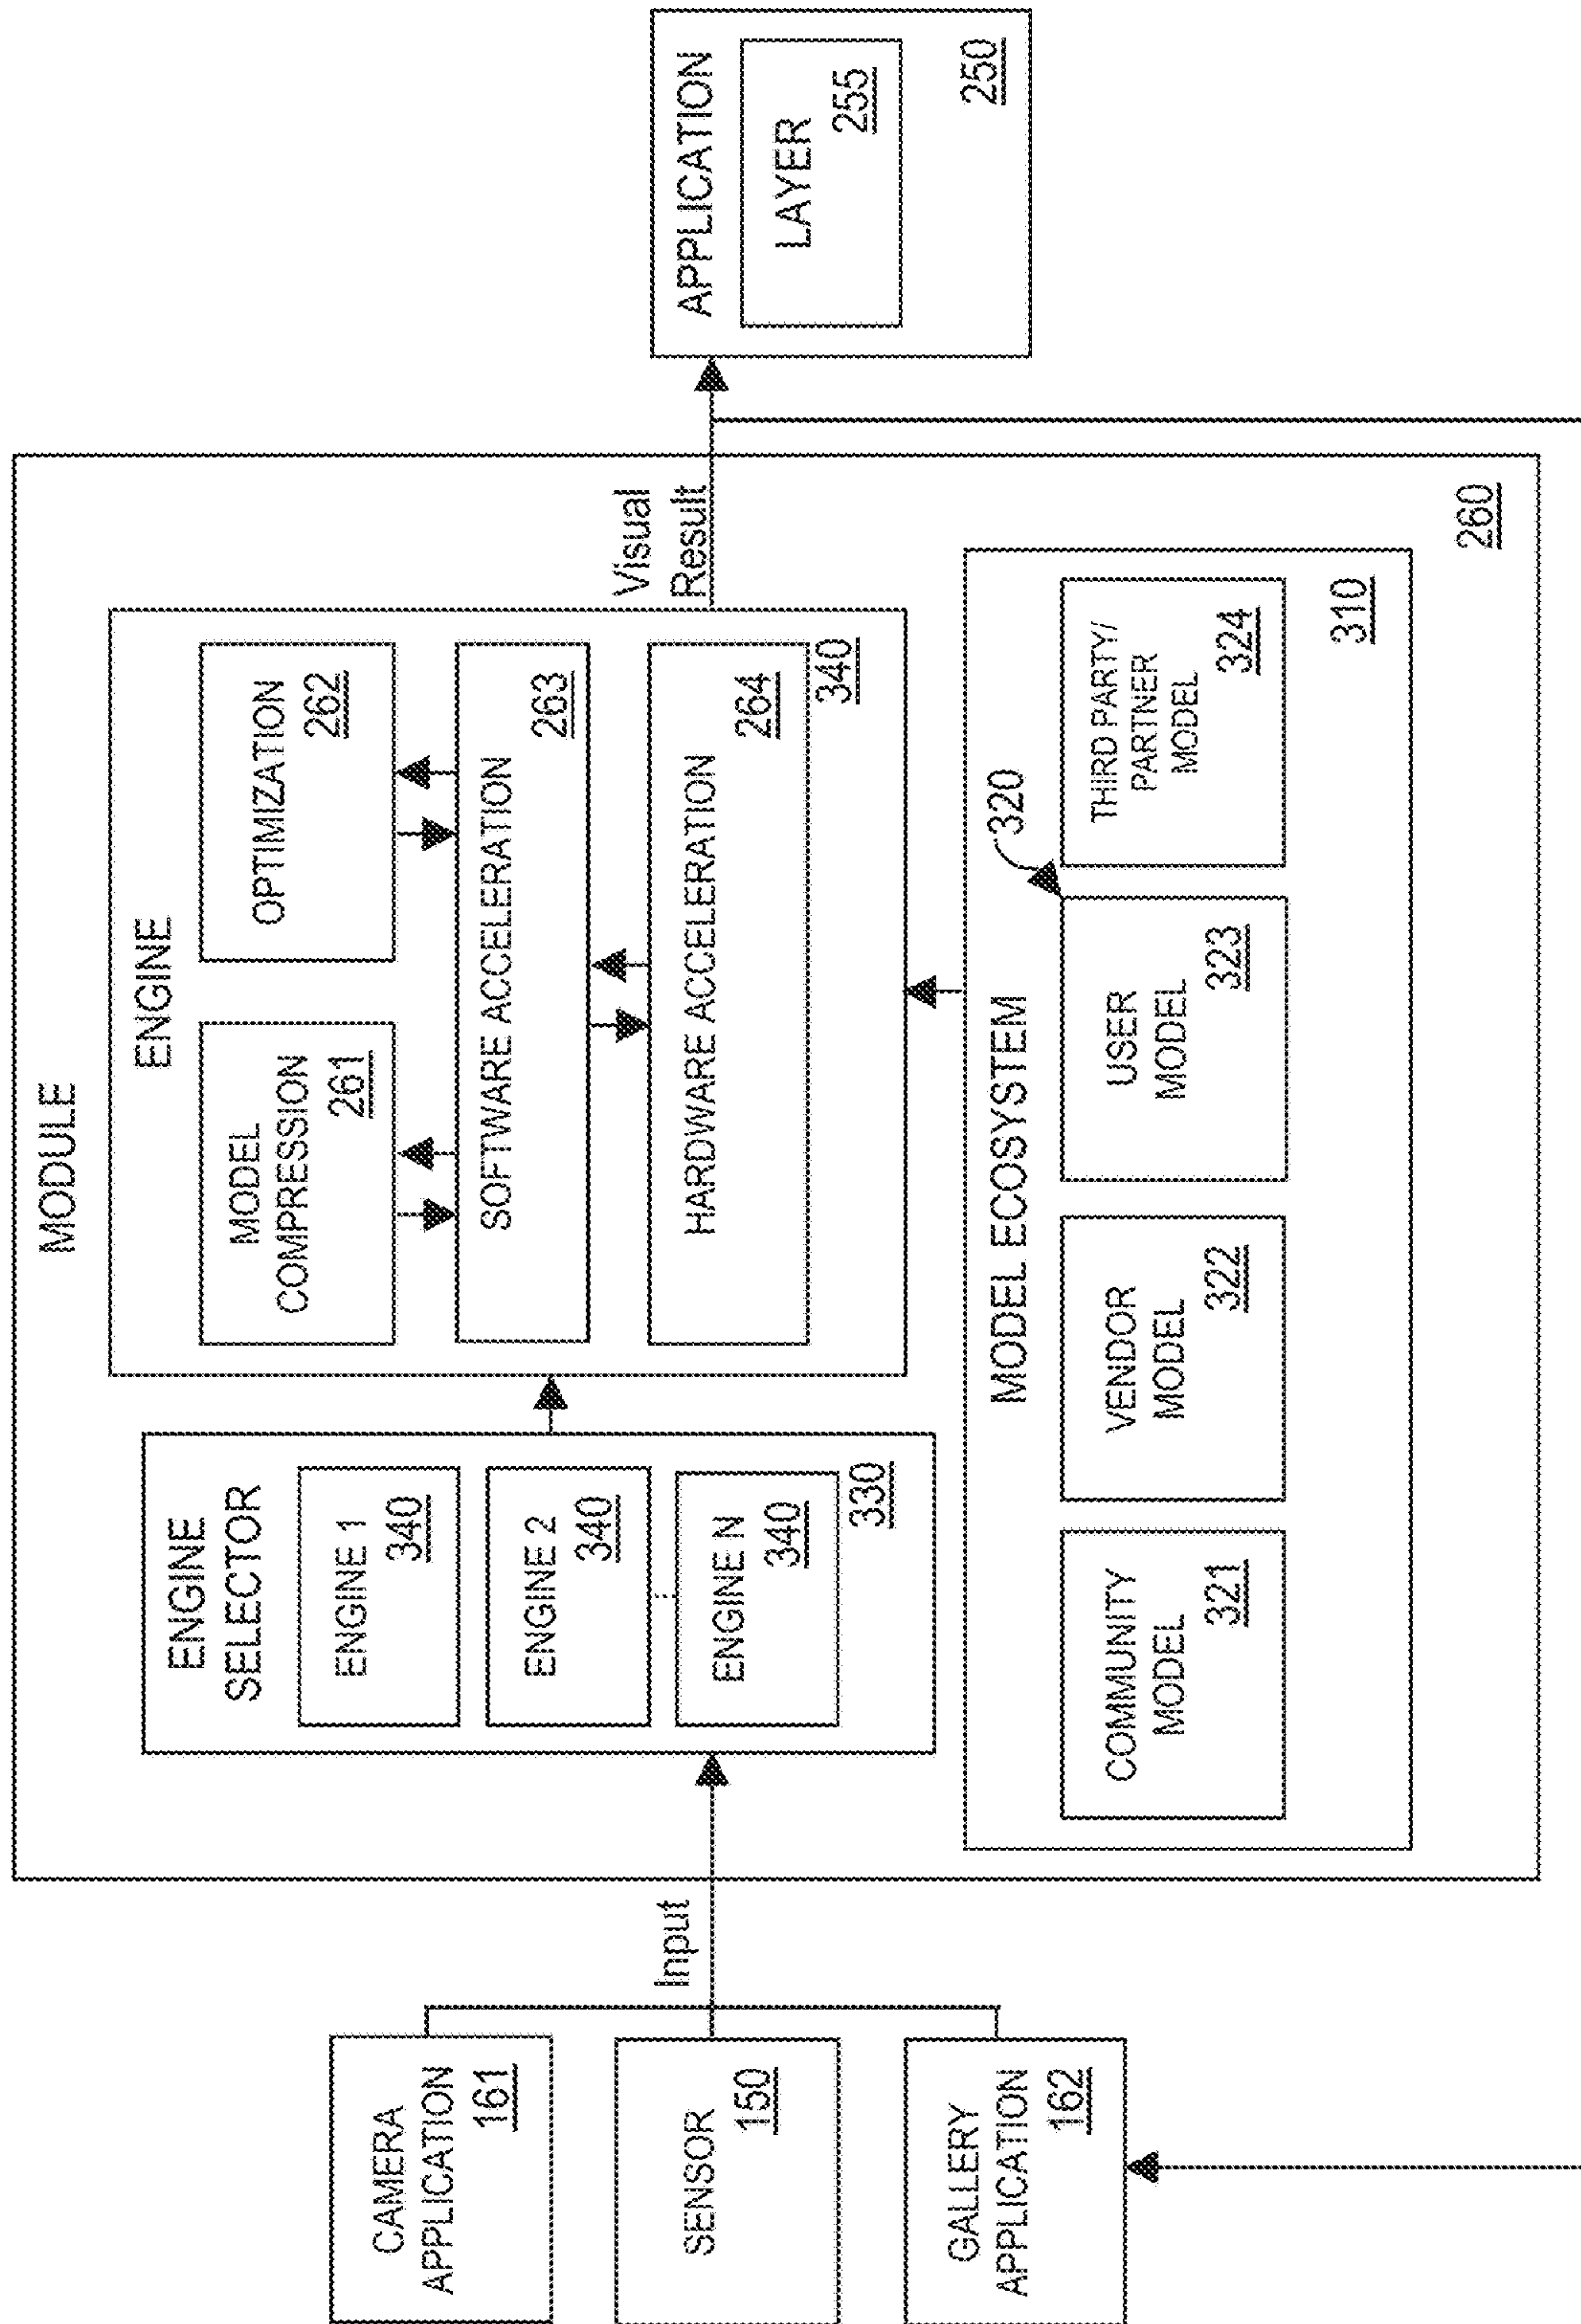 CAMERA
APPLICATION
161
SENSOR
150
GALLERY
APPLICATION
162
Input
MODULE
ENGINE
SELECTOR
ENGINE 1
340
ENGINE 2
340
ENGINE N
340
330
ENGINE
MODEL
COMPRESSION
261
OPTIMIZATION
262
SOFTWARE ACCELERATION
263
HARDWARE ACCELERATION
264
340
MODEL ECOSYSTEM
320
COMMUNITY
MODEL
321
VENDOR
MODEL
322
USER
MODEL
323
THIRD PARTY/
PARTNER
MODEL
324
310
260
Visual
Result
APPLICATION
LAYER
255
250